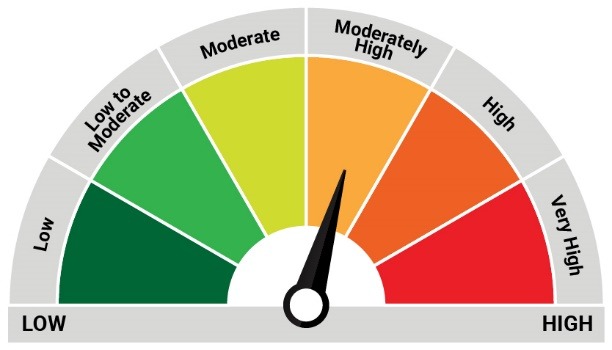 Low
Low to
Moderate
Moderate
Moderately
High
High
Very High
LOW
HIGH